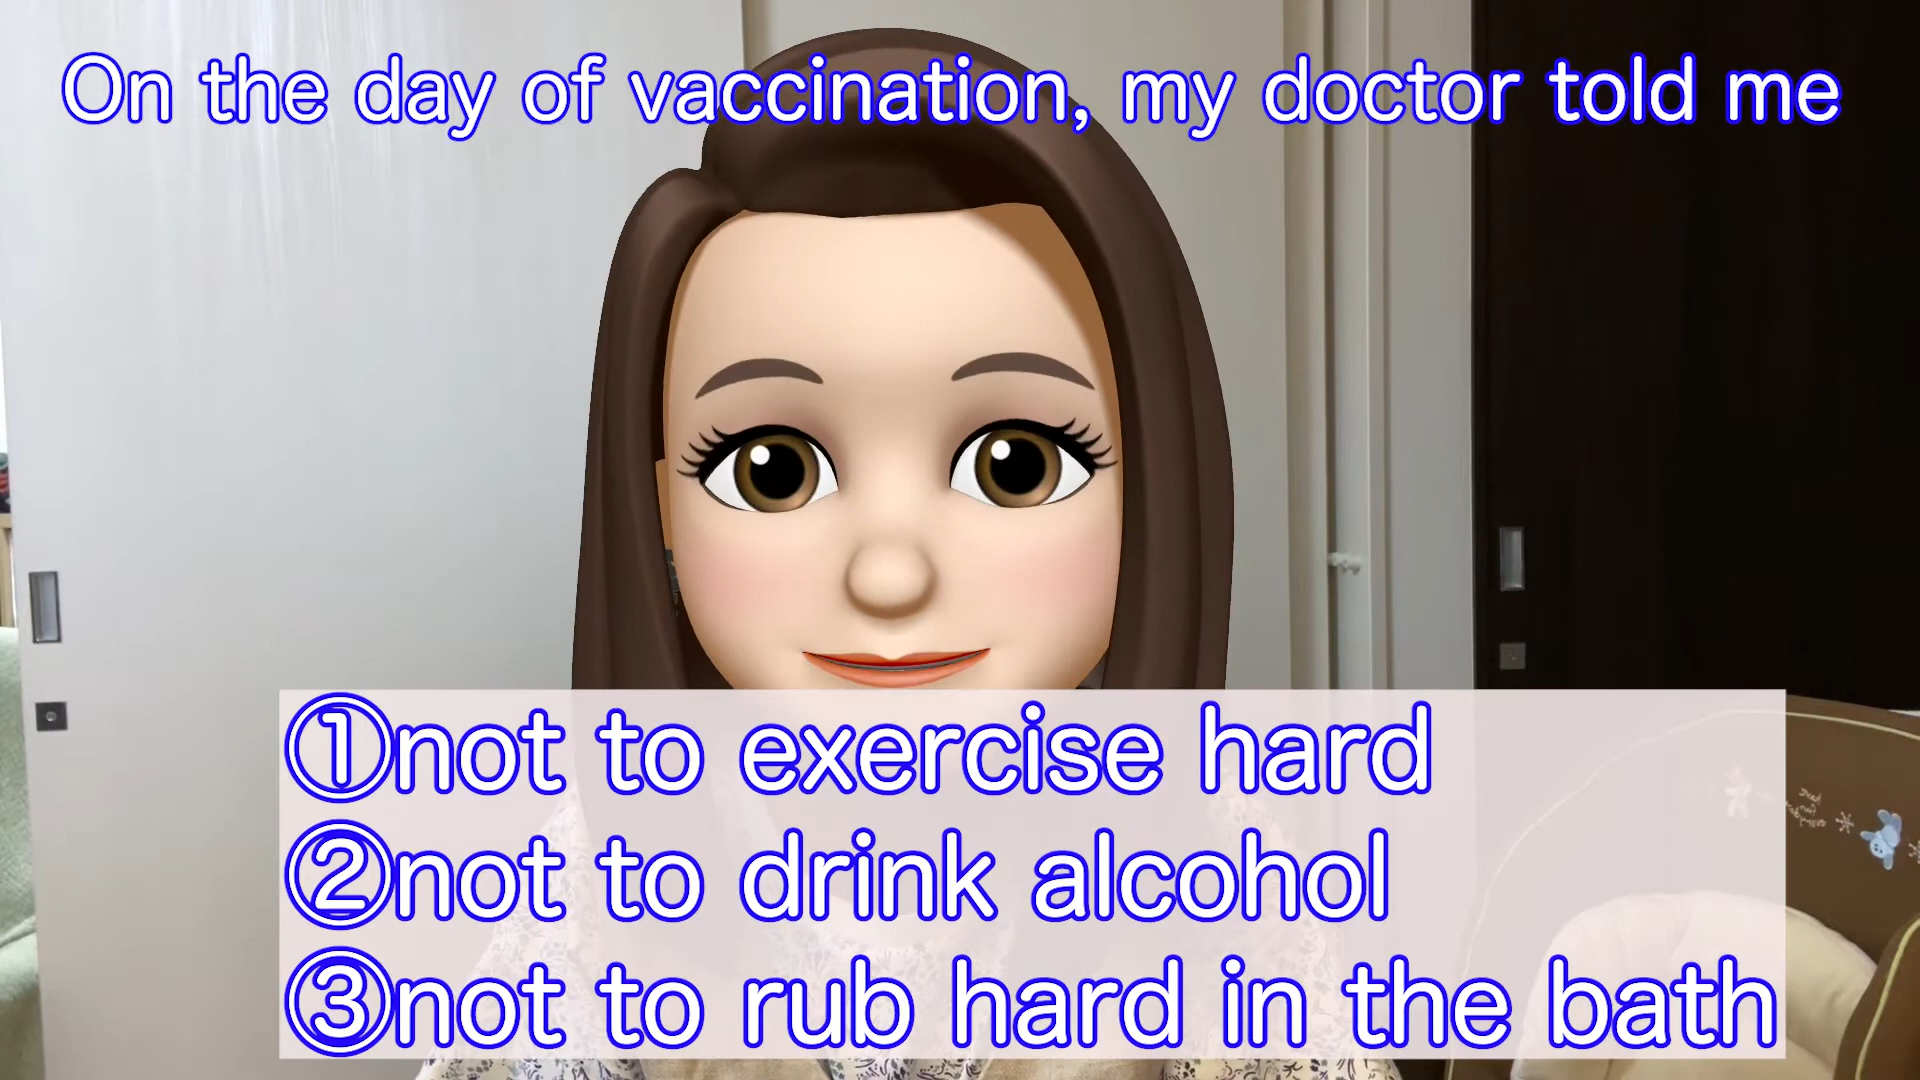 On the day of vaccination, my doctor told me
①not to exercise hard
②not to drink alcohol
③not to rub hard in the bath